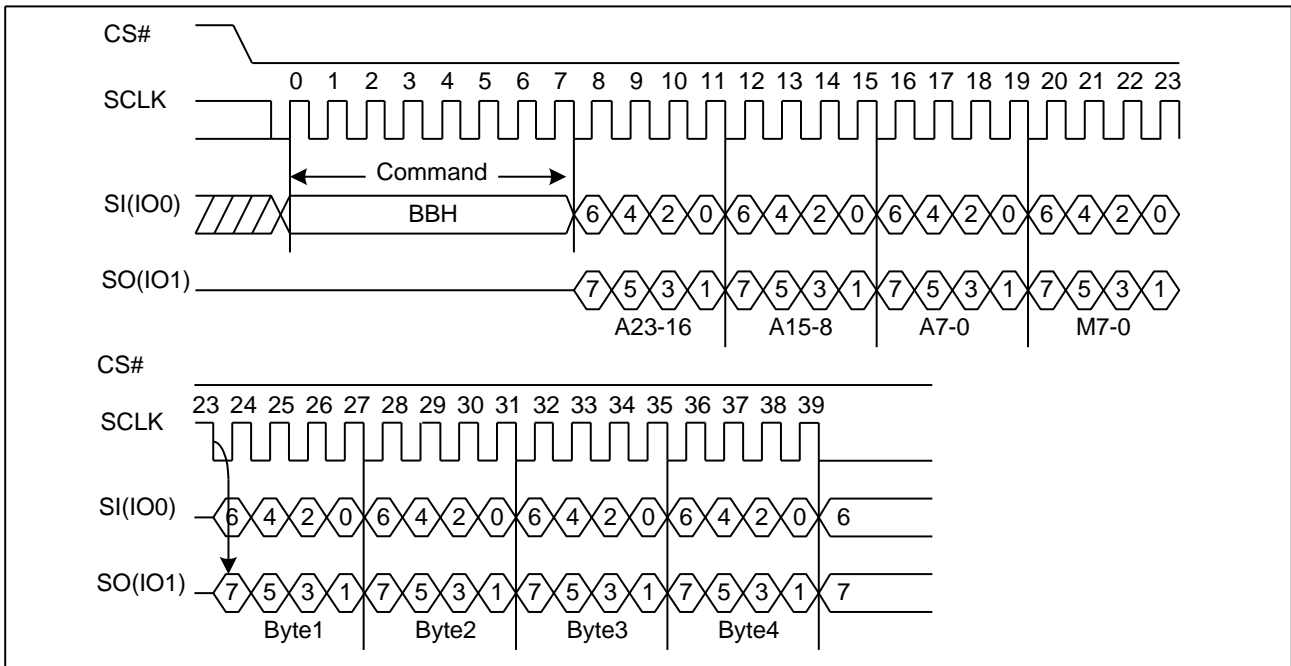 CS#
0 1 2 3 4 5 6 7 8 9 10 11 12 13 14 15 16 17 18 19 20 21 22 23
SCLK
Command
SI(IO0) BBH 6 4 2 0 6 4 2 0 6 4 2 0 6 4 2 0
SO(IO1) 7 5 3 1 7 5 3 1 7 5 3 1 7 5 3 1
A23-16 A15-8 A7-0 M7-0
CS#
23 24 25 26 27 28 29 30 31 32 33 34 35 36 37 38 39
SCLK
SI(IO0) 6 4 2 0 6 4 2 0 6 4 2 0 6 4 2 0 6
SO(IO1) 7 5 3 1 7 5 3 1 7 5 3 1 7 5 3 1 7
Byte1 Byte2 Byte3 Byte4